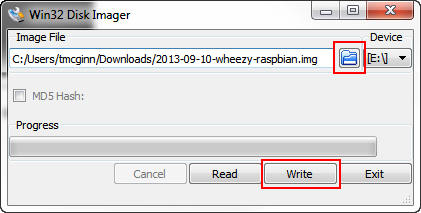 Win32 Disk Imager
Image File
Device
C:/Users/tmcginn/Downloads/2013-09-10-wheezy-raspbian.img
[E:\]
MD5 Hash:
Progress
Cancel
Read
Write
Exit